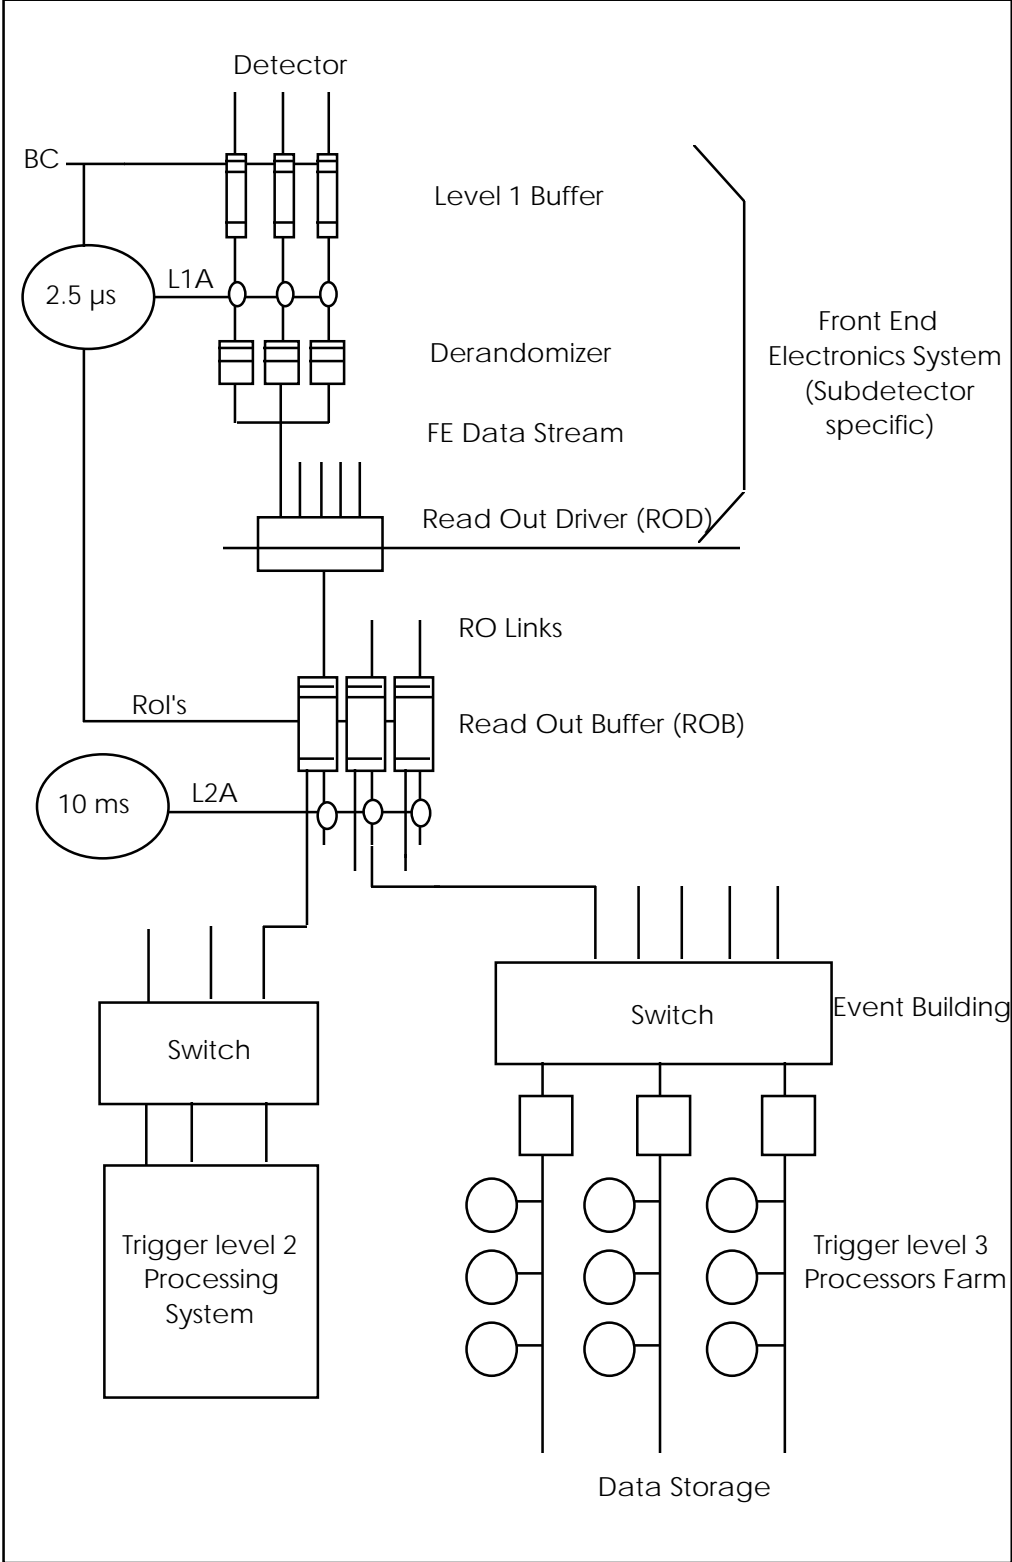 Detector
BC
Level 1 Buffer
L1A
2.5 µs
Front End
Electronics System
(Subdetector
specific)
Derandomizer
FE Data Stream
Read Out Driver (ROD)
RO Links
RoI's
Read Out Buffer (ROB)
L2A
10 ms
Switch
Event Building
Switch
Trigger level 2
Processing
System
Trigger level 3
Processors Farm
Data Storage